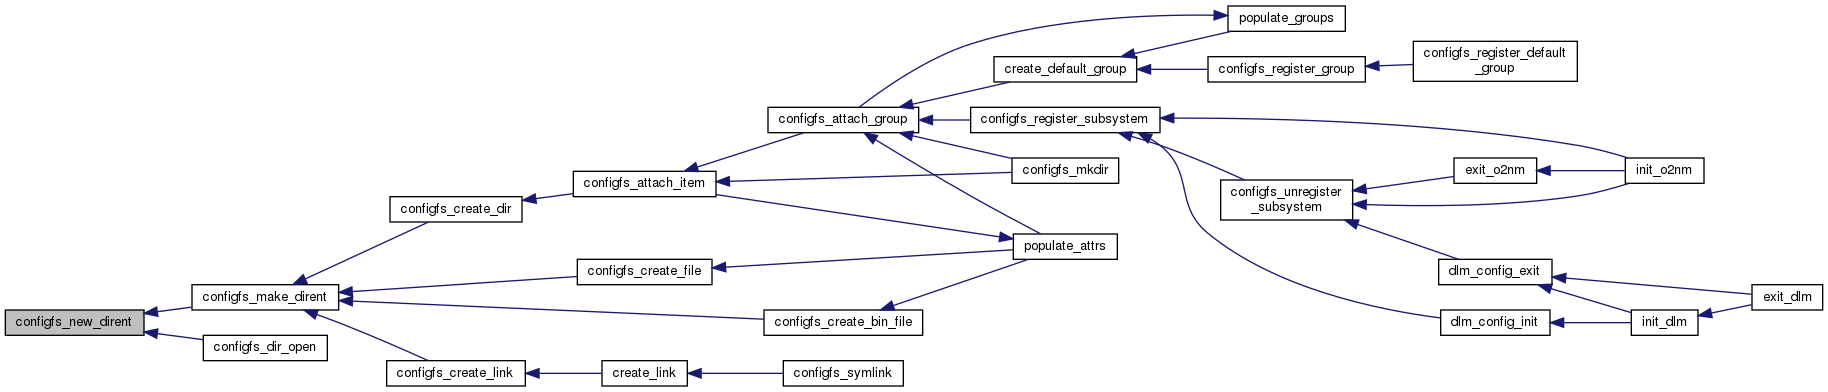 populate_groups
configfs_register_default
_group
create_default_group
configfs_register_group
configfs_attach_group
configfs_register_subsystem
configfs_mkdir
exit_o2nm
init_o2nm
configfs_attach_item
configfs_unregister
_subsystem
configfs_create_dir
populate_attrs
configfs_create_file
dlm_config_exit
configfs_make_dirent
exit_dlm
configfs_new_dirent
configfs_create_bin_file
dlm_config_init
init_dlm
configfs_dir_open
configfs_create_link
create_link
configfs_symlink